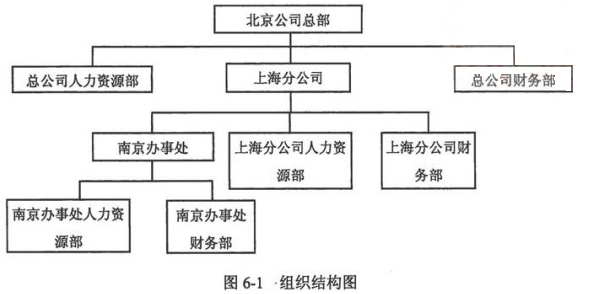 北京公司总部
总公司人力资源部
上海分公司
总公司财务部
南京办事处
上海分公司人力资
源部
上海分公司财
务部
南京办事处人力资
源部
南京办事处
财务部
图 6-1 ·组织结构图